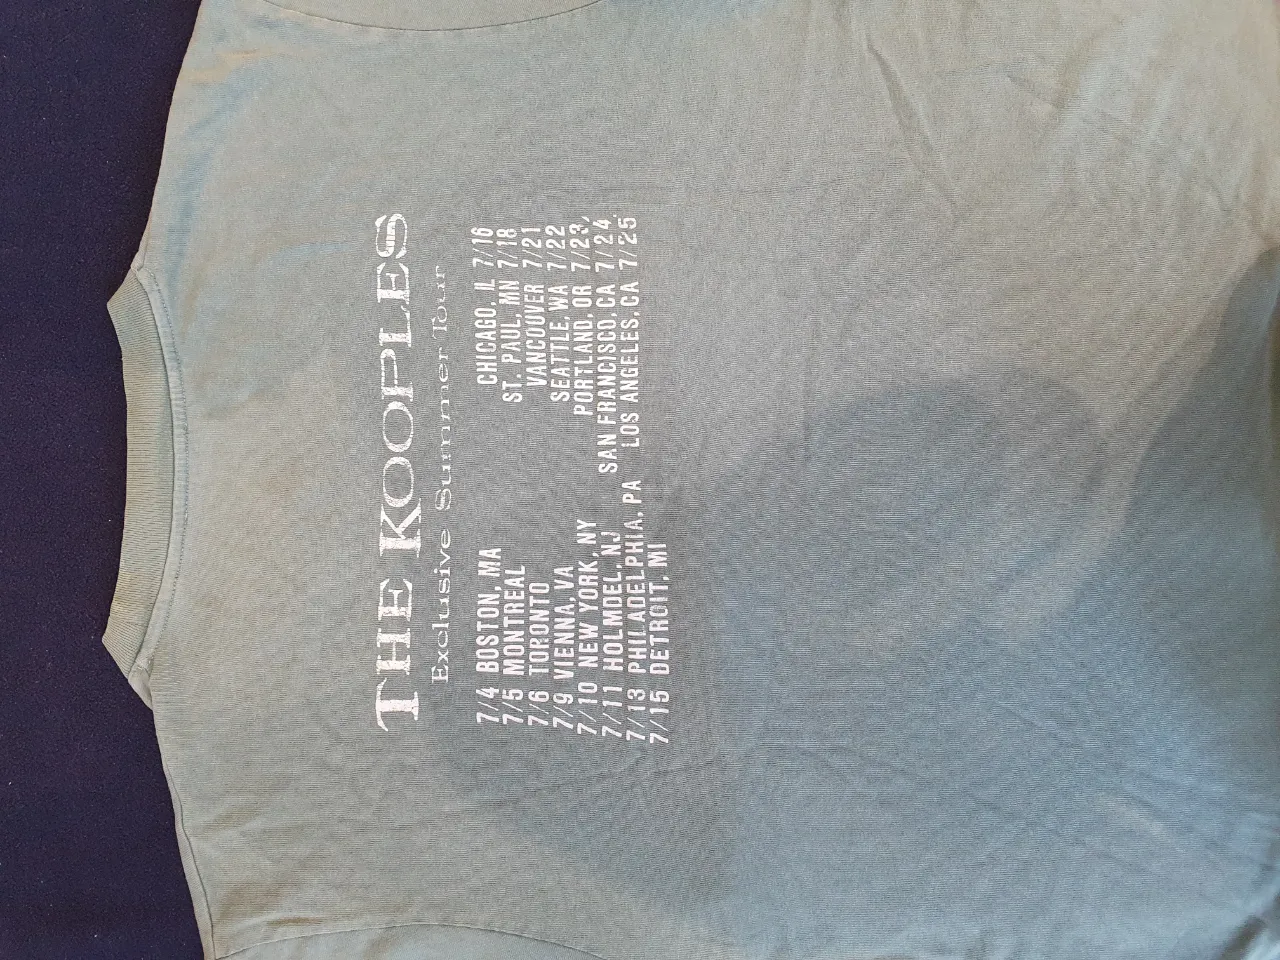 THE KOOPLES
Exclusive Summer Tour
7/4 BOSTON, MA CHICAGO, IL 7/16
7/5 MONTREAL ST. PAUL, MN 7/18
7/6 TORONTO VANCOUVER 7/21
7/9 VIENNA, VA SEATTLE, WA 7/22
7/10 NEW YORK, NY PORTLAND, OR 7/23
7/11 HOLMDEL, NJ SAN FRANCISCO, CA 7/24
7/13 PHILADELPHIA, PA LOS ANGELES, CA 7/25
7/15 DETROIT, MI